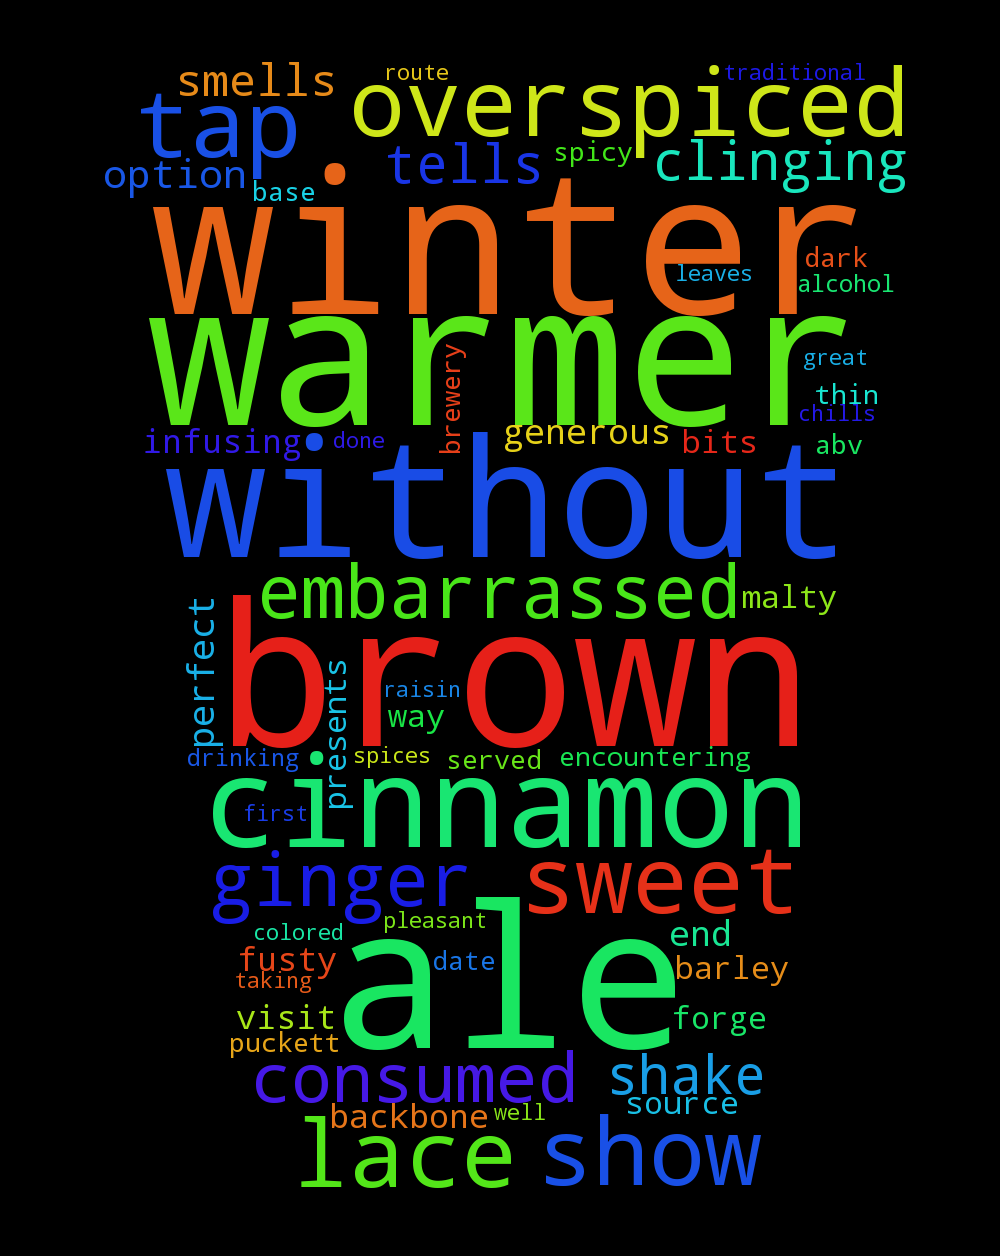 route traditional
smells overspiced
tap
tells spicy clinging
option base
winter
leaves dark
alcohol
warmer
brewery great
thin
chills
infusing done generous bits abv
without
embarrassed malty
perfect brown
presents raisin
way
drinking spices served encountering
cinnamon
first
ginger sweet
pleasant
colored end
ale
fusty date barley
taking
visit forge
puckett
consumed shake
source
backbone well
lace show